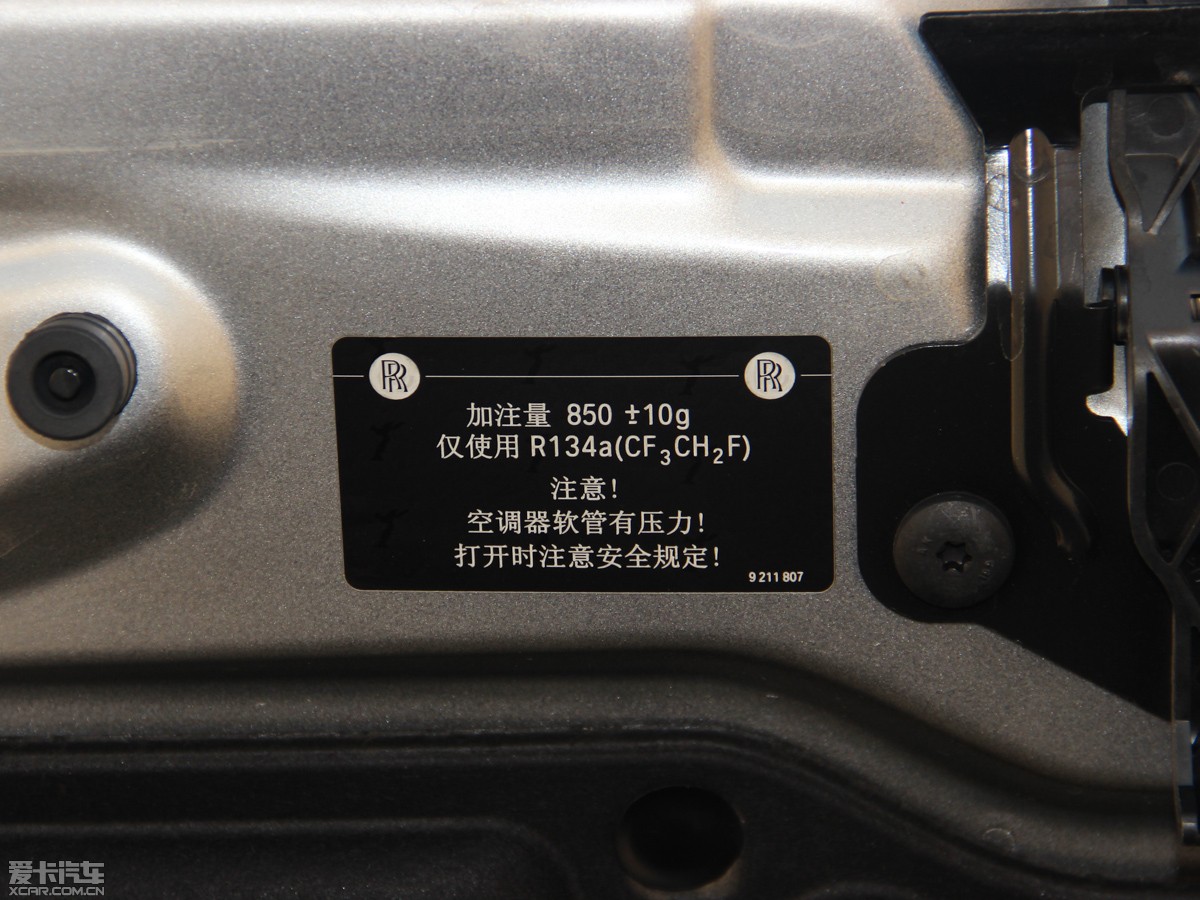 RR RR
加注量 850 ±10g
仅使用 R134a(CF₃CH₂F)
注意!
空调器软管有压力!
打开时注意安全规定!
9 211 807
爱卡汽车
XCAR.COM.CN